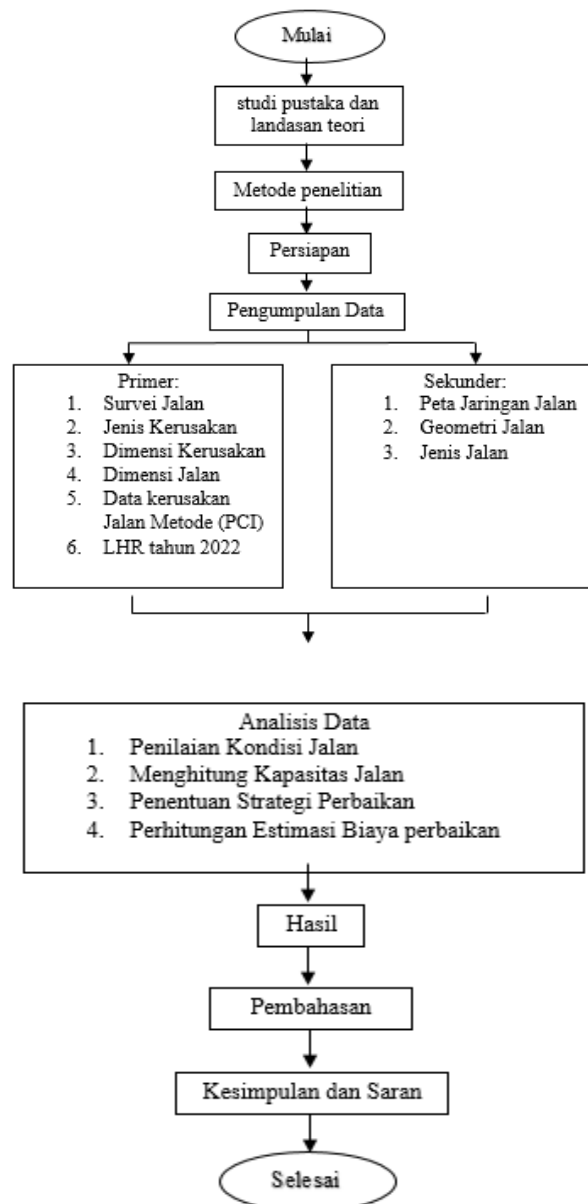 Mulai
studi pustaka dan
landasan teori
Metode penelitian
Persiapan
Pengumpulan Data
Primer:
1. Survei Jalan
2. Jenis Kerusakan
3. Dimensi Kerusakan
4. Dimensi Jalan
5. Data kerusakan
Jalan Metode (PCI)
6. LHR tahun 2022
Sekunder:
1. Peta Jaringan Jalan
2. Geometri Jalan
3. Jenis Jalan
Analisis Data
1. Penilaian Kondisi Jalan
2. Menghitung Kapasitas Jalan
3. Penentuan Strategi Perbaikan
4. Perhitungan Estimasi Biaya perbaikan
Hasil
Pembahasan
Kesimpulan dan Saran
Selesai